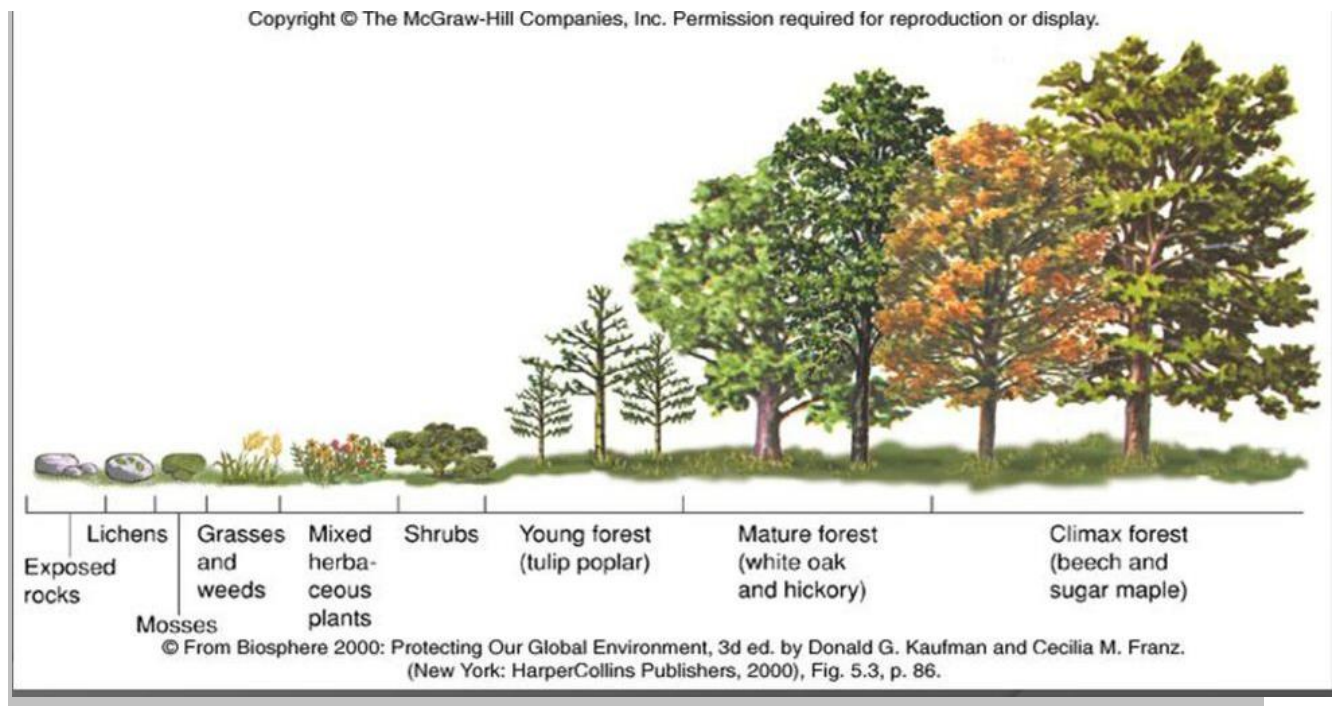 Copyright © The McGraw-Hill Companies, Inc. Permission required for reproduction or display.
Exposed
rocks
Lichens
Mosses
Grasses
and
weeds
Mixed
herba-
ceous
plants
Shrubs
Young forest
(tulip poplar)
Mature forest
(white oak
and hickory)
Climax forest
(beech and
sugar maple)
© From Biosphere 2000: Protecting Our Global Environment, 3d ed. by Donald G. Kaufman and Cecilia M. Franz.
(New York: HarperCollins Publishers, 2000), Fig. 5.3, p. 86.